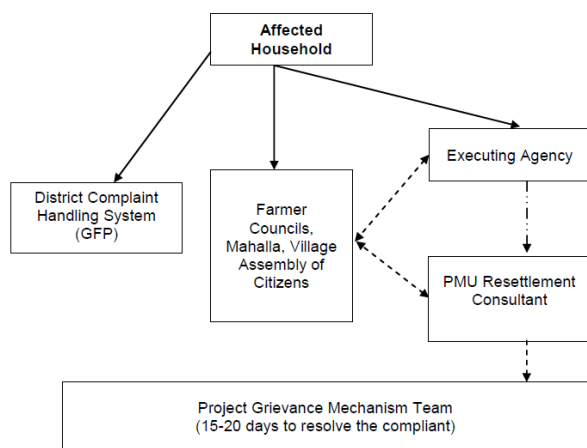 Affected
Household
Executing Agency
District Complaint
Handling System
(GFP)
Farmer
Councils,
Mahalla, Village
Assembly of
Citizens
PMU Resettlement
Consultant
Project Grievance Mechanism Team
(15-20 days to resolve the compliant)